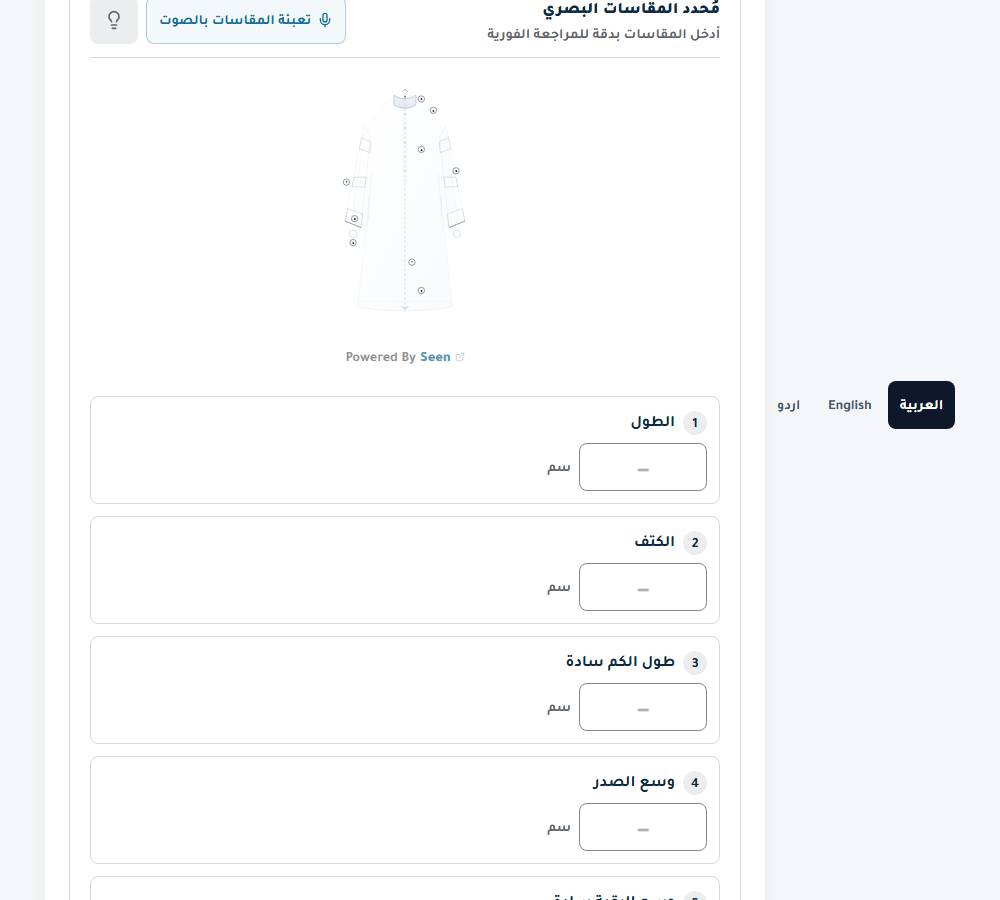 مُحدد المقاسات البصري
أدخل المقاسات بدقة للمراجعة الفورية
تعبئة المقاسات بالصوت
Powered By Seen
العربية
English
اردو
1 الطول
— سم
2 الكتف
— سم
3 طول الكم سادة
— سم
4 وسع الصدر
— سم